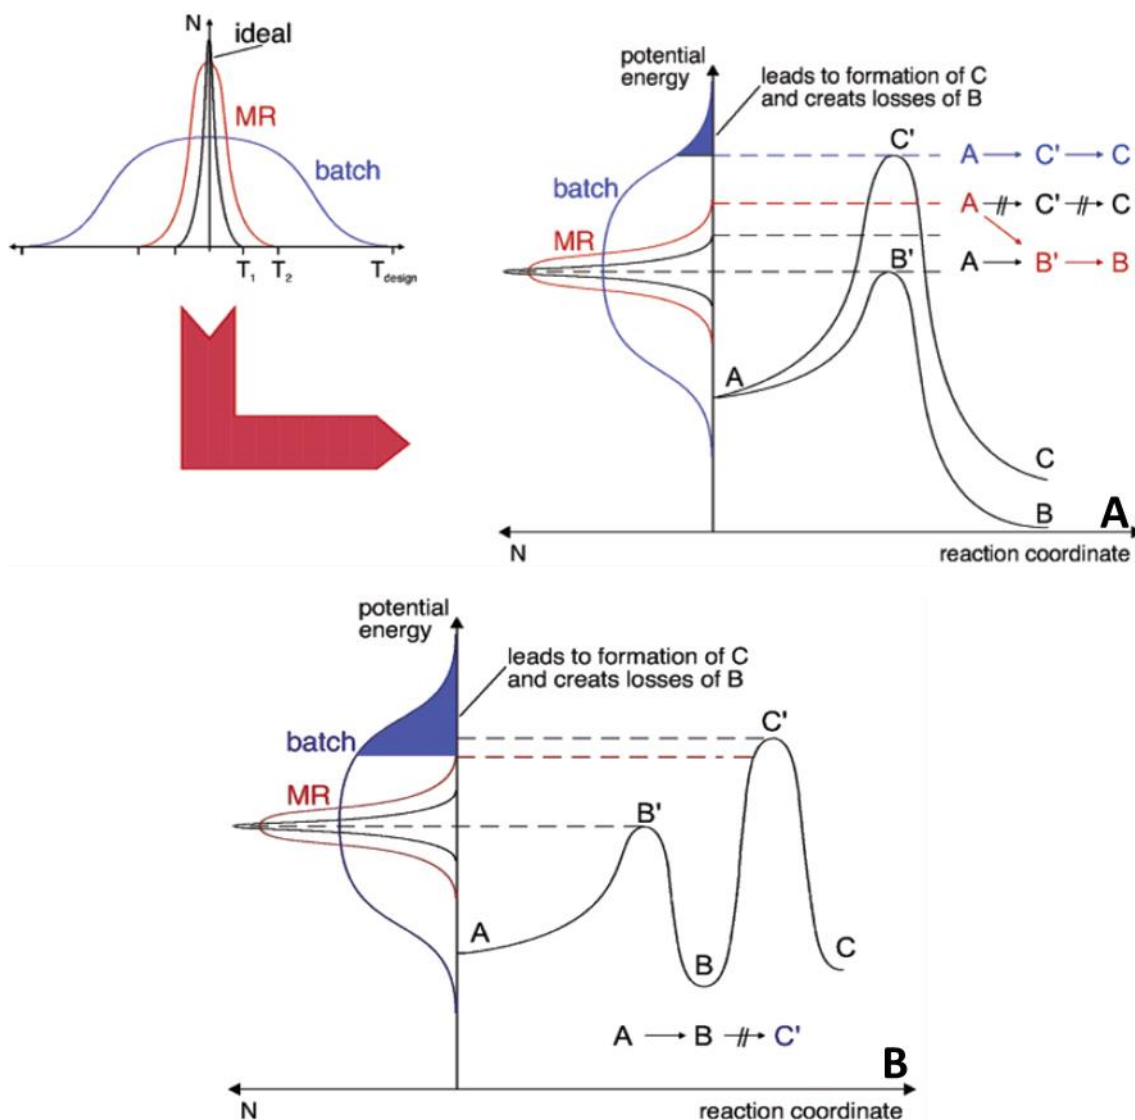 N
ideal
MR
batch
T1 T2 Tdesign
potential
energy
leads to formation of C
and creats losses of B
batch
MR
C'
B'
A
C
B
A → C' → C
A → C' → C
A → B' → B
N
reaction coordinate
A
potential
energy
leads to formation of C
and creats losses of B
batch
MR
C'
B'
A
B
C
A → B → C'
B
N
reaction coordinate